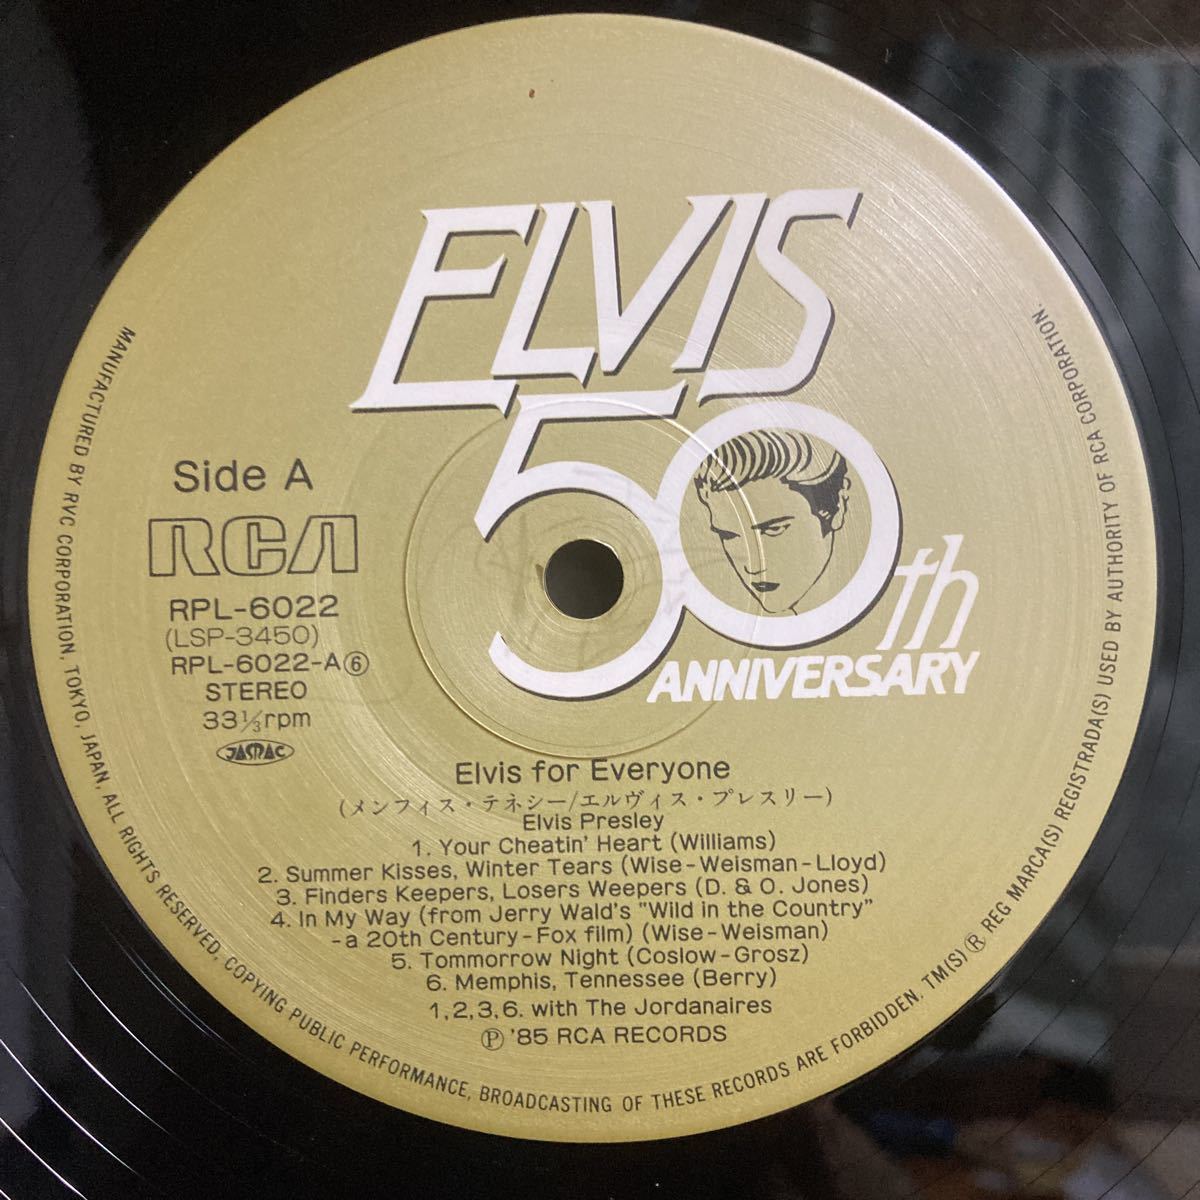 ELVIS
50th
ANNIVERSARY
Side A
RCA
RPL-6022
(LSP-3450)
RPL-6022-A⑥
STEREO
33⅓rpm
JASRAC
Elvis for Everyone
(メンフィス・テネシー/エルヴィス・プレスリー)
Elvis Presley
1. Your Cheatin' Heart (Williams)
2. Summer Kisses, Winter Tears (Wise-Weisman-Lloyd)
3. Finders Keepers, Losers Weepers (D. & O. Jones)
4. In My Way (from Jerry Wald's "Wild in the Country"
-a 20th Century-Fox film) (Wise-Weisman)
5. Tommorrow Night (Coslow-Grosz)
6. Memphis, Tennessee (Berry)
1,2,3,6. with The Jordanaires
Ⓟ '85 RCA RECORDS
MANUFACTURED BY RVC CORPORATION, TOKYO, JAPAN, ALL RIGHTS RESERVED, COPYING PUBLIC PERFORMANCE, BROADCASTING OF THESE RECORDS ARE FORBIDDEN. TM(S) ® REG MARCA(S) REGISTRADA(S) USED BY AUTHORITY OF RCA CORPORATION.